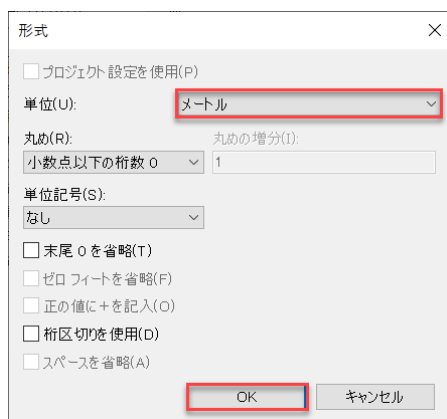 形式
プロジェクト設定を使用(P)
単位(U):
メートル
丸め(R):
丸めの増分(I):
小数点以下の桁数 0
1
単位記号(S):
なし
末尾 0 を省略(T)
ゼロ フィートを省略(F)
正の値に＋を記入(O)
桁区切りを使用(D)
スペースを省略(A)
OK
キャンセル